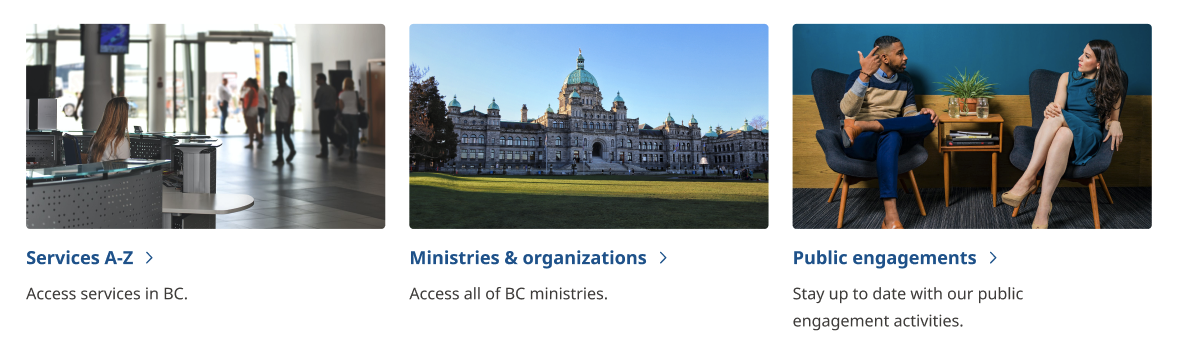 Services A-Z
Access services in BC.
Ministries & organizations
Access all of BC ministries.
Public engagements
Stay up to date with our public
engagement activities.